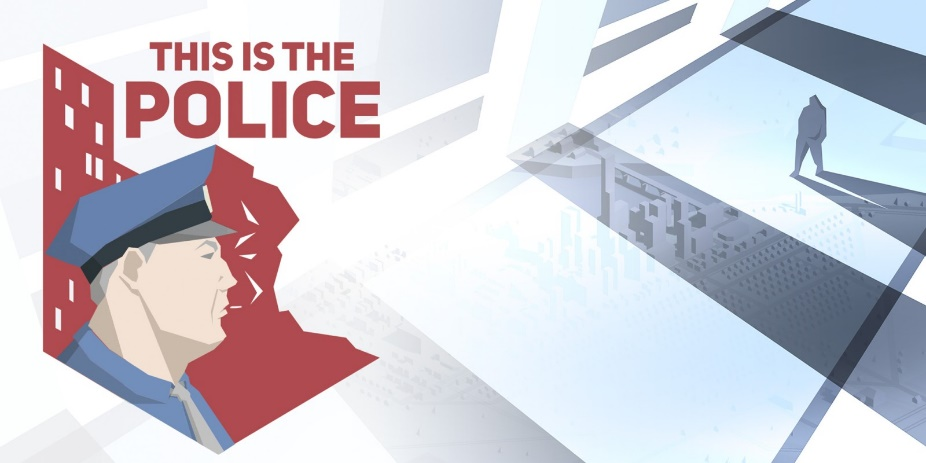 THIS IS THE
POLICE